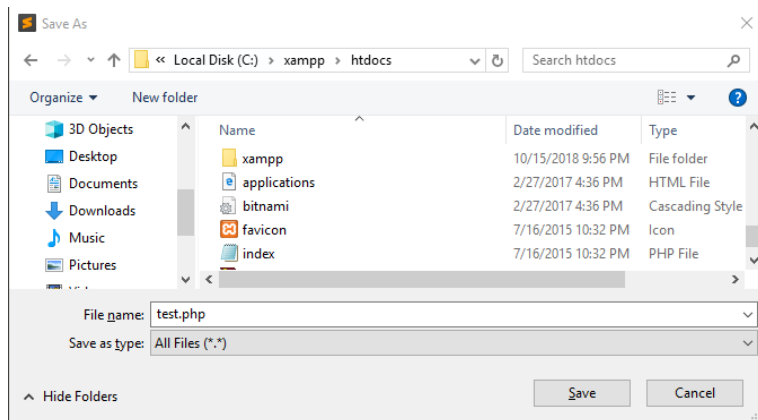 Save As
« Local Disk (C:) › xampp › htdocs
Search htdocs
Organize
New folder
3D Objects
Desktop
Documents
Downloads
Music
Pictures
Name Date modified Type
xampp 10/15/2018 9:56 PM File folder
applications 2/27/2017 4:36 PM HTML File
bitnami 2/27/2017 4:36 PM Cascading Style
favicon 7/16/2015 10:32 PM Icon
index 7/16/2015 10:32 PM PHP File
File name: test.php
Save as type: All Files (*.*)
Hide Folders
Save
Cancel